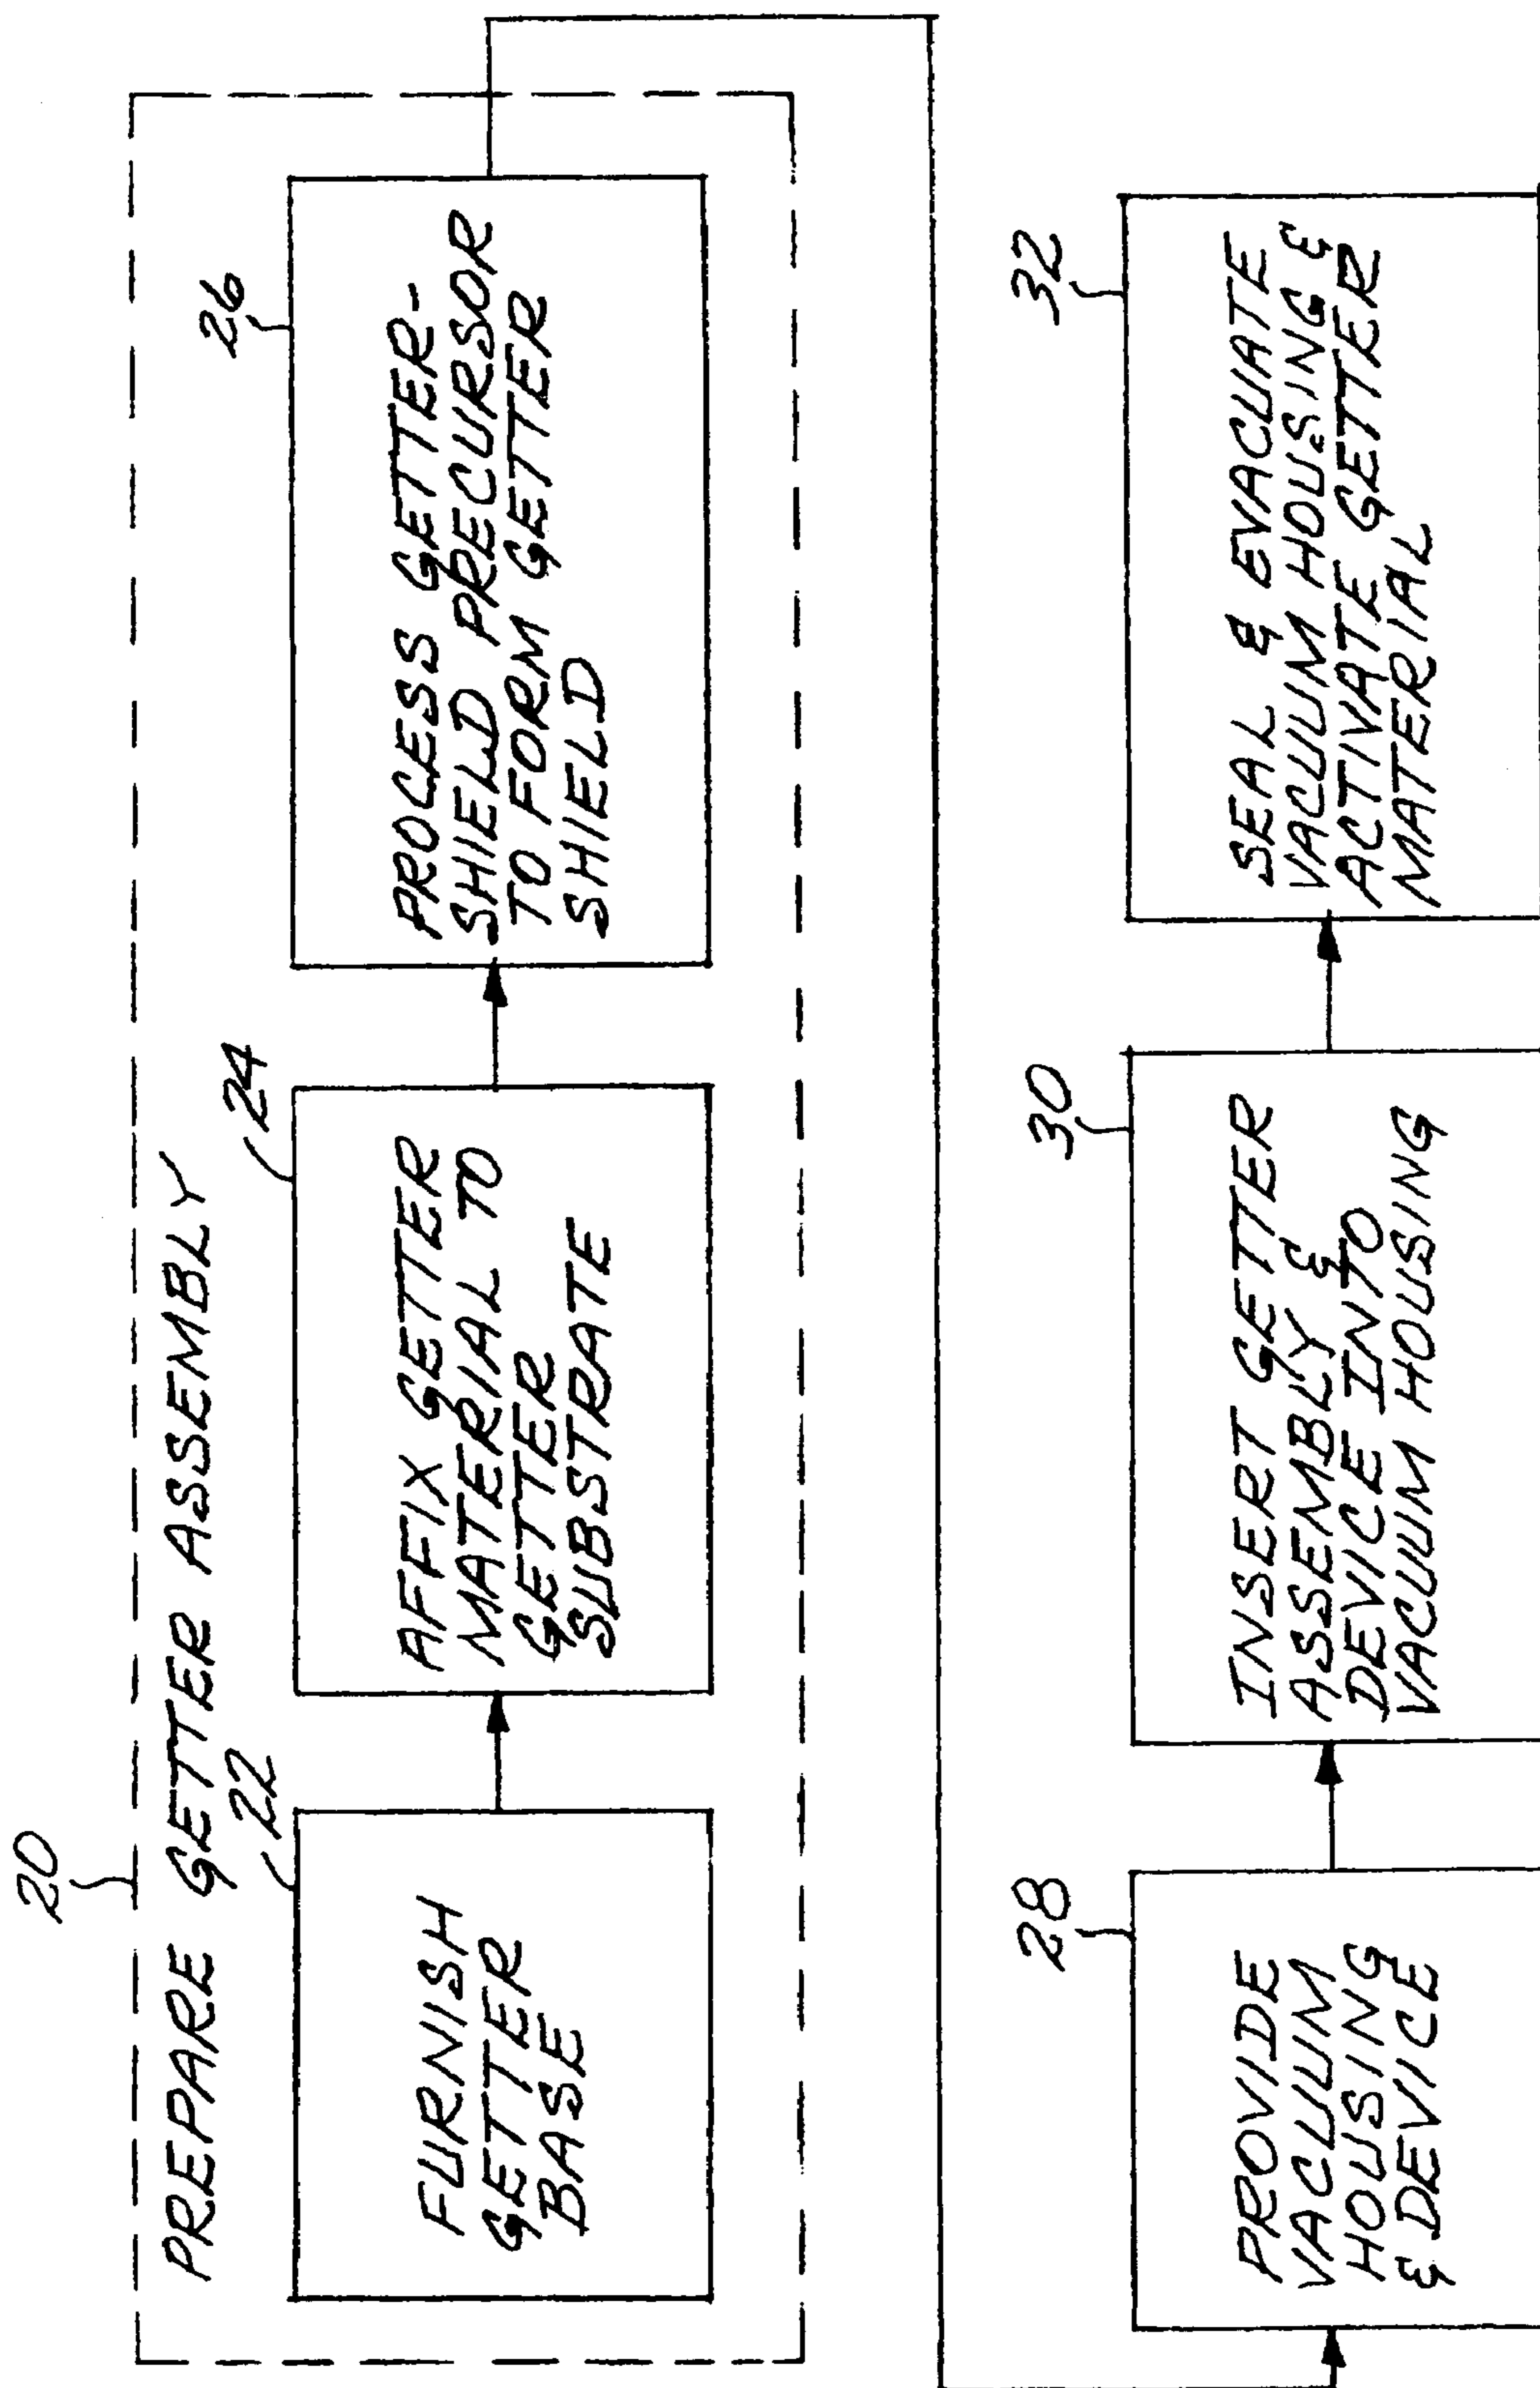 20
PREPARE GETTER ASSEMBLY
22
FURNISH
GETTER
BASE
24
AFFIX GETTER
MATERIAL TO
GETTER
SUBSTRATE
26
PROCESS GETTER-
SHIELD PRECURSOR
TO FORM GETTER
SHIELD
28
PROVIDE
VACUUM
HOUSING
& DEVICE
30
INSERT GETTER
ASSEMBLY &
DEVICE INTO
VACUUM HOUSING
32
SEAL & EVACUATE
VACUUM HOUSING &
ACTIVATE GETTER
MATERIAL